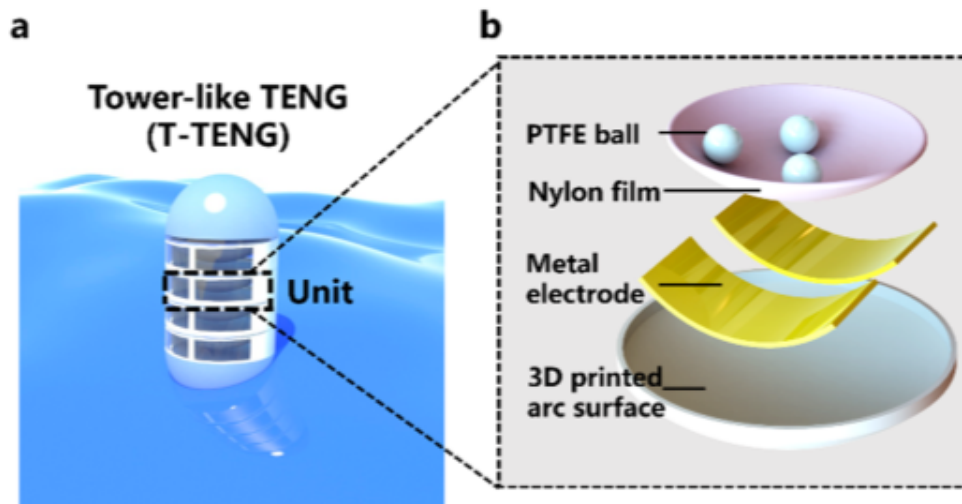 a
Tower-like TENG
(T-TENG)
Unit
b
PTFE ball
Nylon film
Metal
electrode
3D printed
arc surface